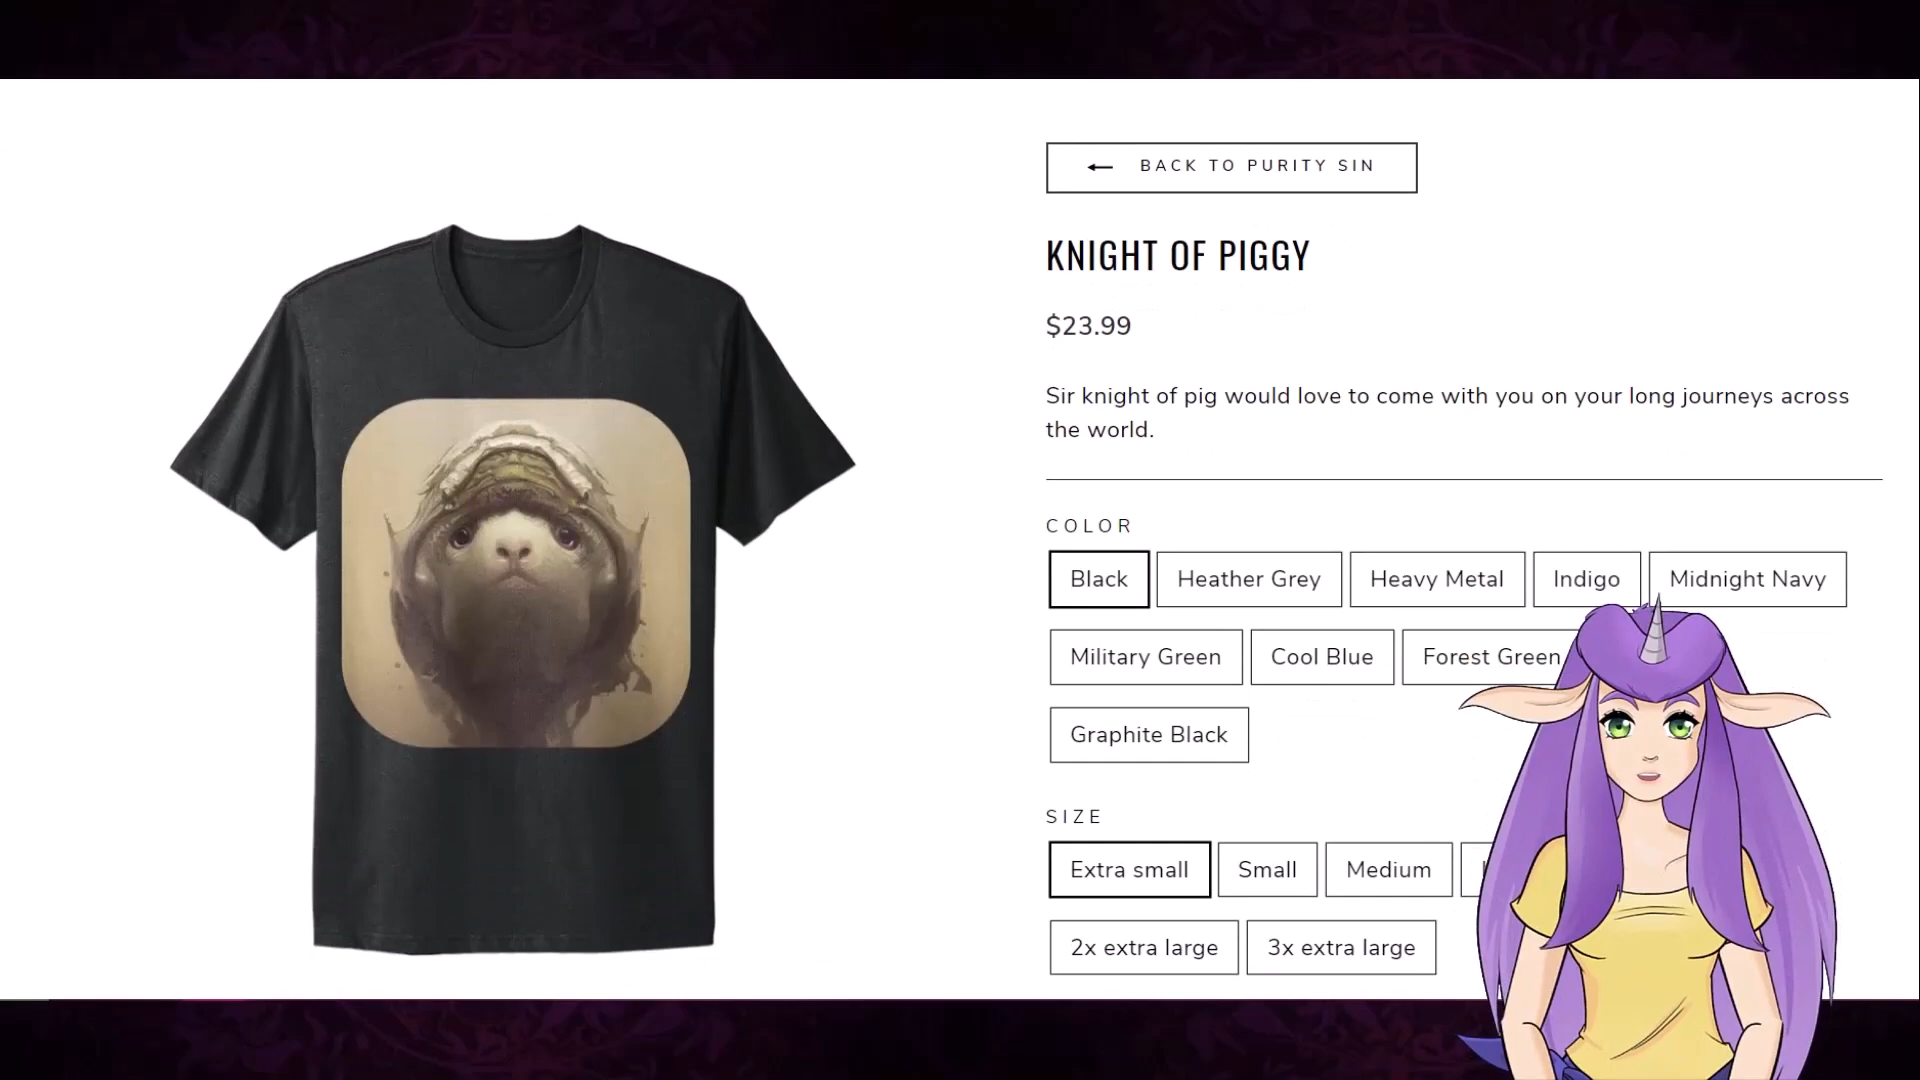 BACK TO PURITY SIN
KNIGHT OF PIGGY
$23.99
Sir knight of pig would love to come with you on your long journeys across
the world.
COLOR
Black Heather Grey Heavy Metal Indigo Midnight Navy
Military Green Cool Blue Forest Green
Graphite Black
SIZE
Extra small Small Medium
2x extra large 3x extra large